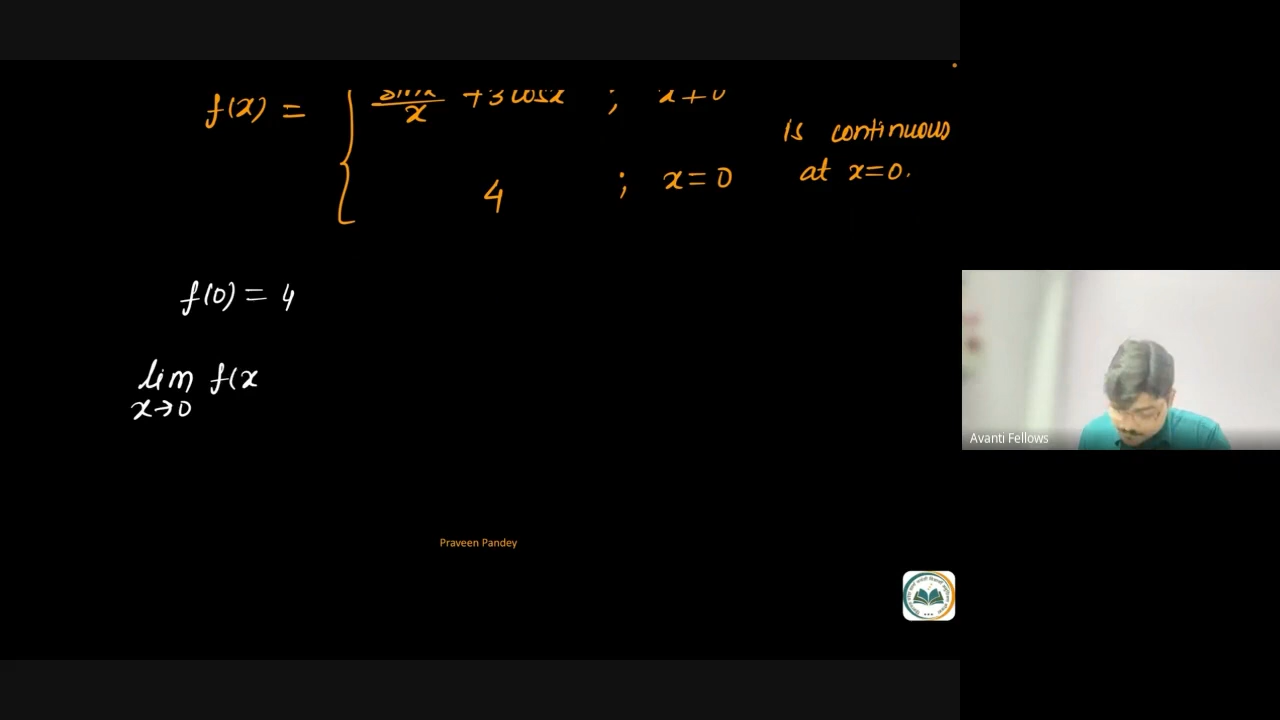 f(x) = { sinx/x + 3cosx ; x ≠ 0
is continuous
4 ; x = 0 at x=0.
f(0) = 4
lim f(x
x→0
Avanti Fellows
Praveen Pandey